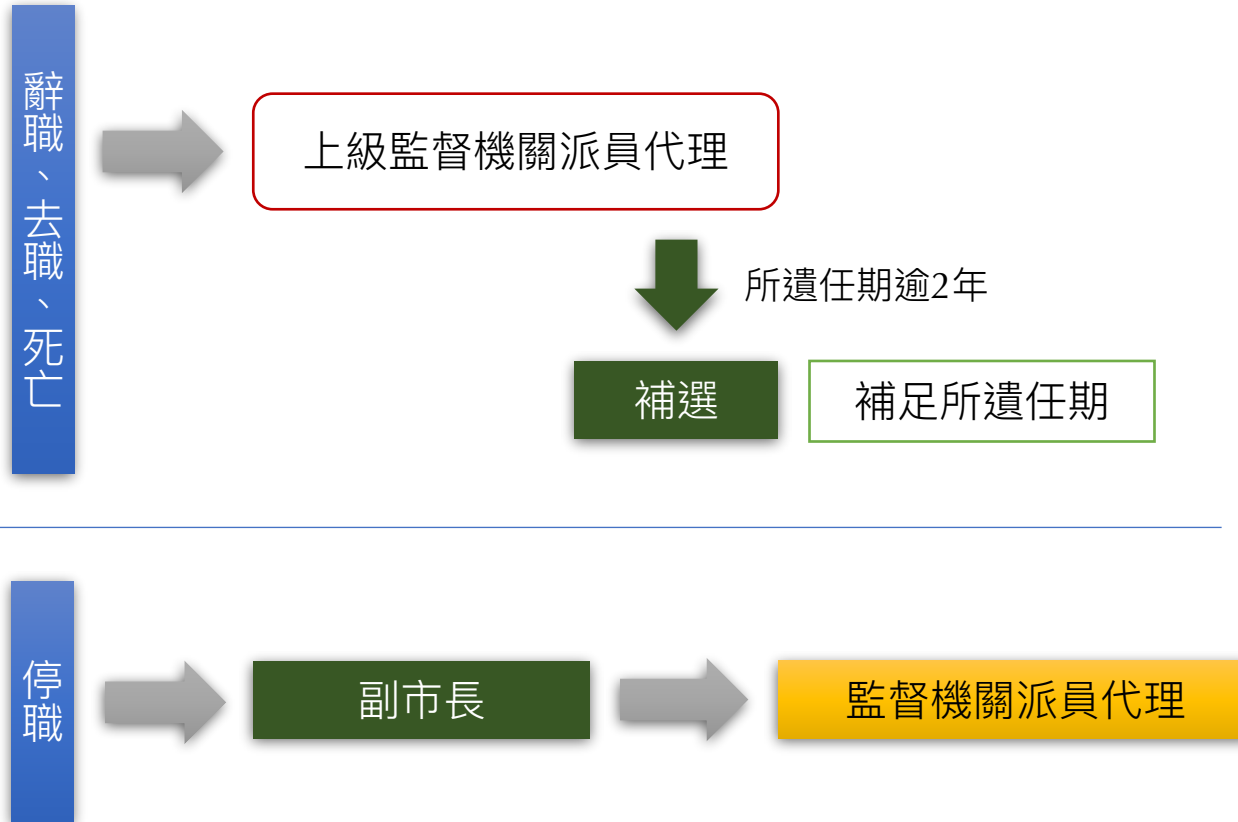 辭職、去職、死亡
上級監督機關派員代理
所遺任期逾2年
補選
補足所遺任期
停職
副市長
監督機關派員代理